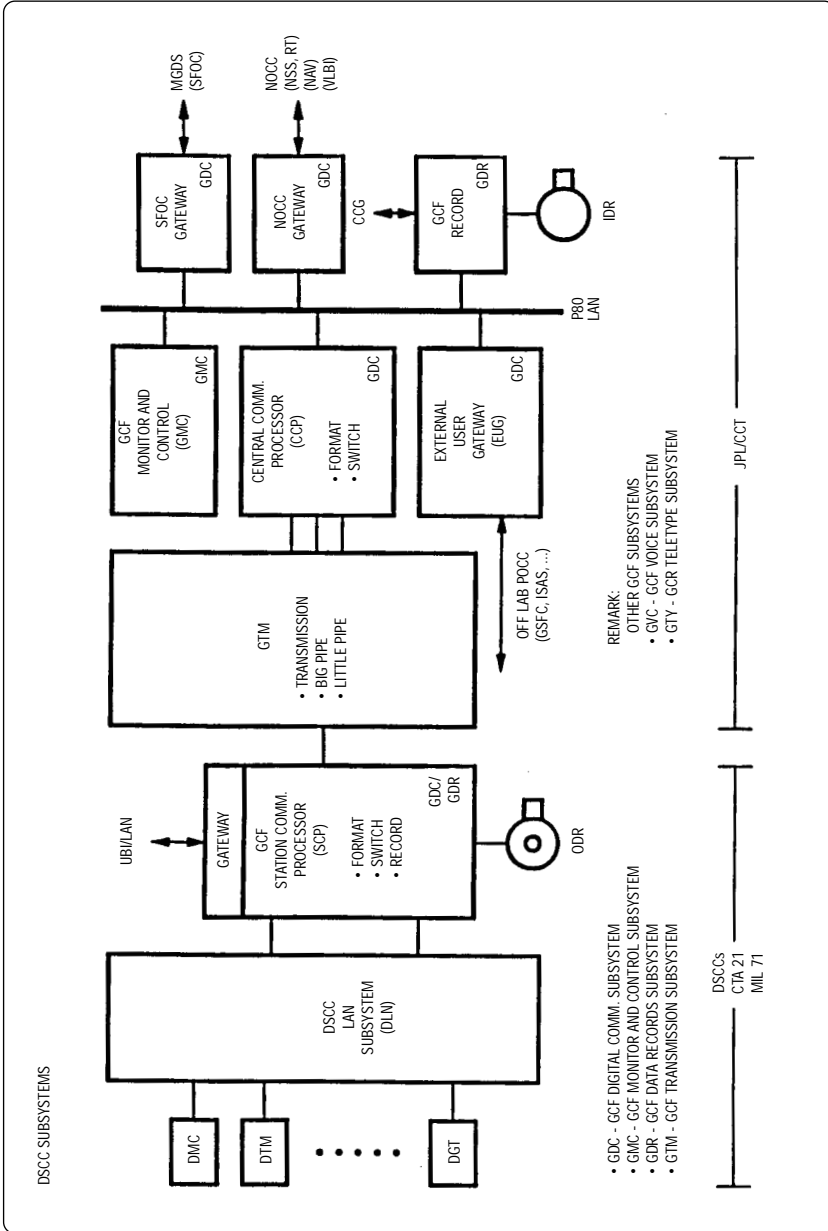 DSCC SUBSYSTEMS
DMC
DTM
• • • • •
DGT
DSCC
LAN
SUBSYSTEM
(DLN)
UBI/LAN
GATEWAY
GCF
STATION COMM.
PROCESSOR
(SCP)
• FORMAT
• SWITCH
• RECORD
GDC/
GDR
ODR
GTM
• TRANSMISSION
• BIG PIPE
• LITTLE PIPE
GCF
MONITOR AND
CONTROL
(GMC)
GMC
CENTRAL COMM.
PROCESSOR
(CCP)
• FORMAT
• SWITCH
GDC
EXTERNAL
USER
GATEWAY
(EUG)
GDC
OFF LAB POCC
(GSFC, ISAS, ...)
P80
LAN
SFOC
GATEWAY
GDC
MGDS
(SFOC)
NOCC
GATEWAY
GDC
NOCC
(NSS, RT)
(NAV)
(VLBI)
CCG
GCF
RECORD
GDR
IDR
• GDC - GCF DIGITAL COMM. SUBSYSTEM
• GMC - GCF MONITOR AND CONTROL SUBSYSTEM
• GDR - GCF DATA RECORDS SUBSYSTEM
• GTM - GCF TRANSMISSION SUBSYSTEM
REMARK:
OTHER GCF SUBSYSTEMS
• GVC - GCF VOICE SUBSYSTEM
• GTY - GCR TELETYPE SUBSYSTEM
DSCCs
CTA 21
MIL 71
JPL/CCT